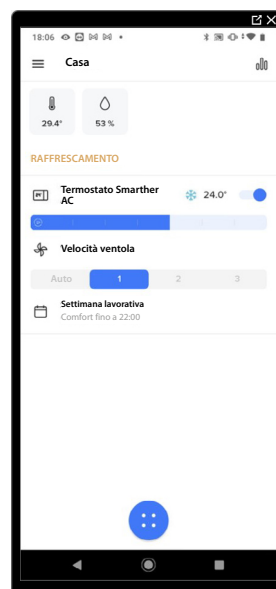 18:06
Casa
29.4°
53 %
RAFFRESCAMENTO
Termostato Smarther
AC
24.0°
Velocità ventola
Auto 1 2 3
Settimana lavorativa
Comfort fino a 22:00